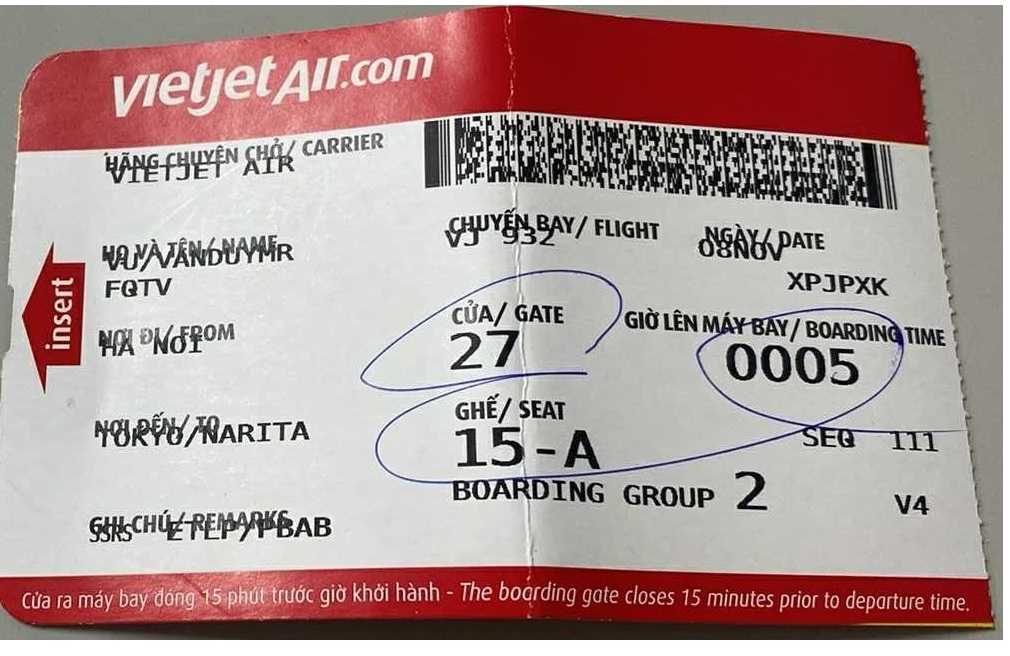 vietjetAir.com
HÃNG CHUYÊN CHỞ/ CARRIER
VIETJET AIR
CHUYẾN BAY/ FLIGHT
VJ 932
NGÀY/ DATE
08NOV
HỌ VÀ TÊN/ NAME
VU/VANDUYMR
FQTV
XPJPXK
insert
NƠI ĐI/ FROM
HA NOI
CỬA/ GATE
27
GIỜ LÊN MÁY BAY/ BOARDING TIME
0005
NƠI ĐẾN/ TO
TOKYO/NARITA
GHẾ/ SEAT
15-A
SEQ 111
BOARDING GROUP 2
V4
GHI CHÚ/ REMARKS
SSRS ETLP/PBAB
Cửa ra máy bay đóng 15 phút trước giờ khởi hành - The boarding gate closes 15 minutes prior to departure time.